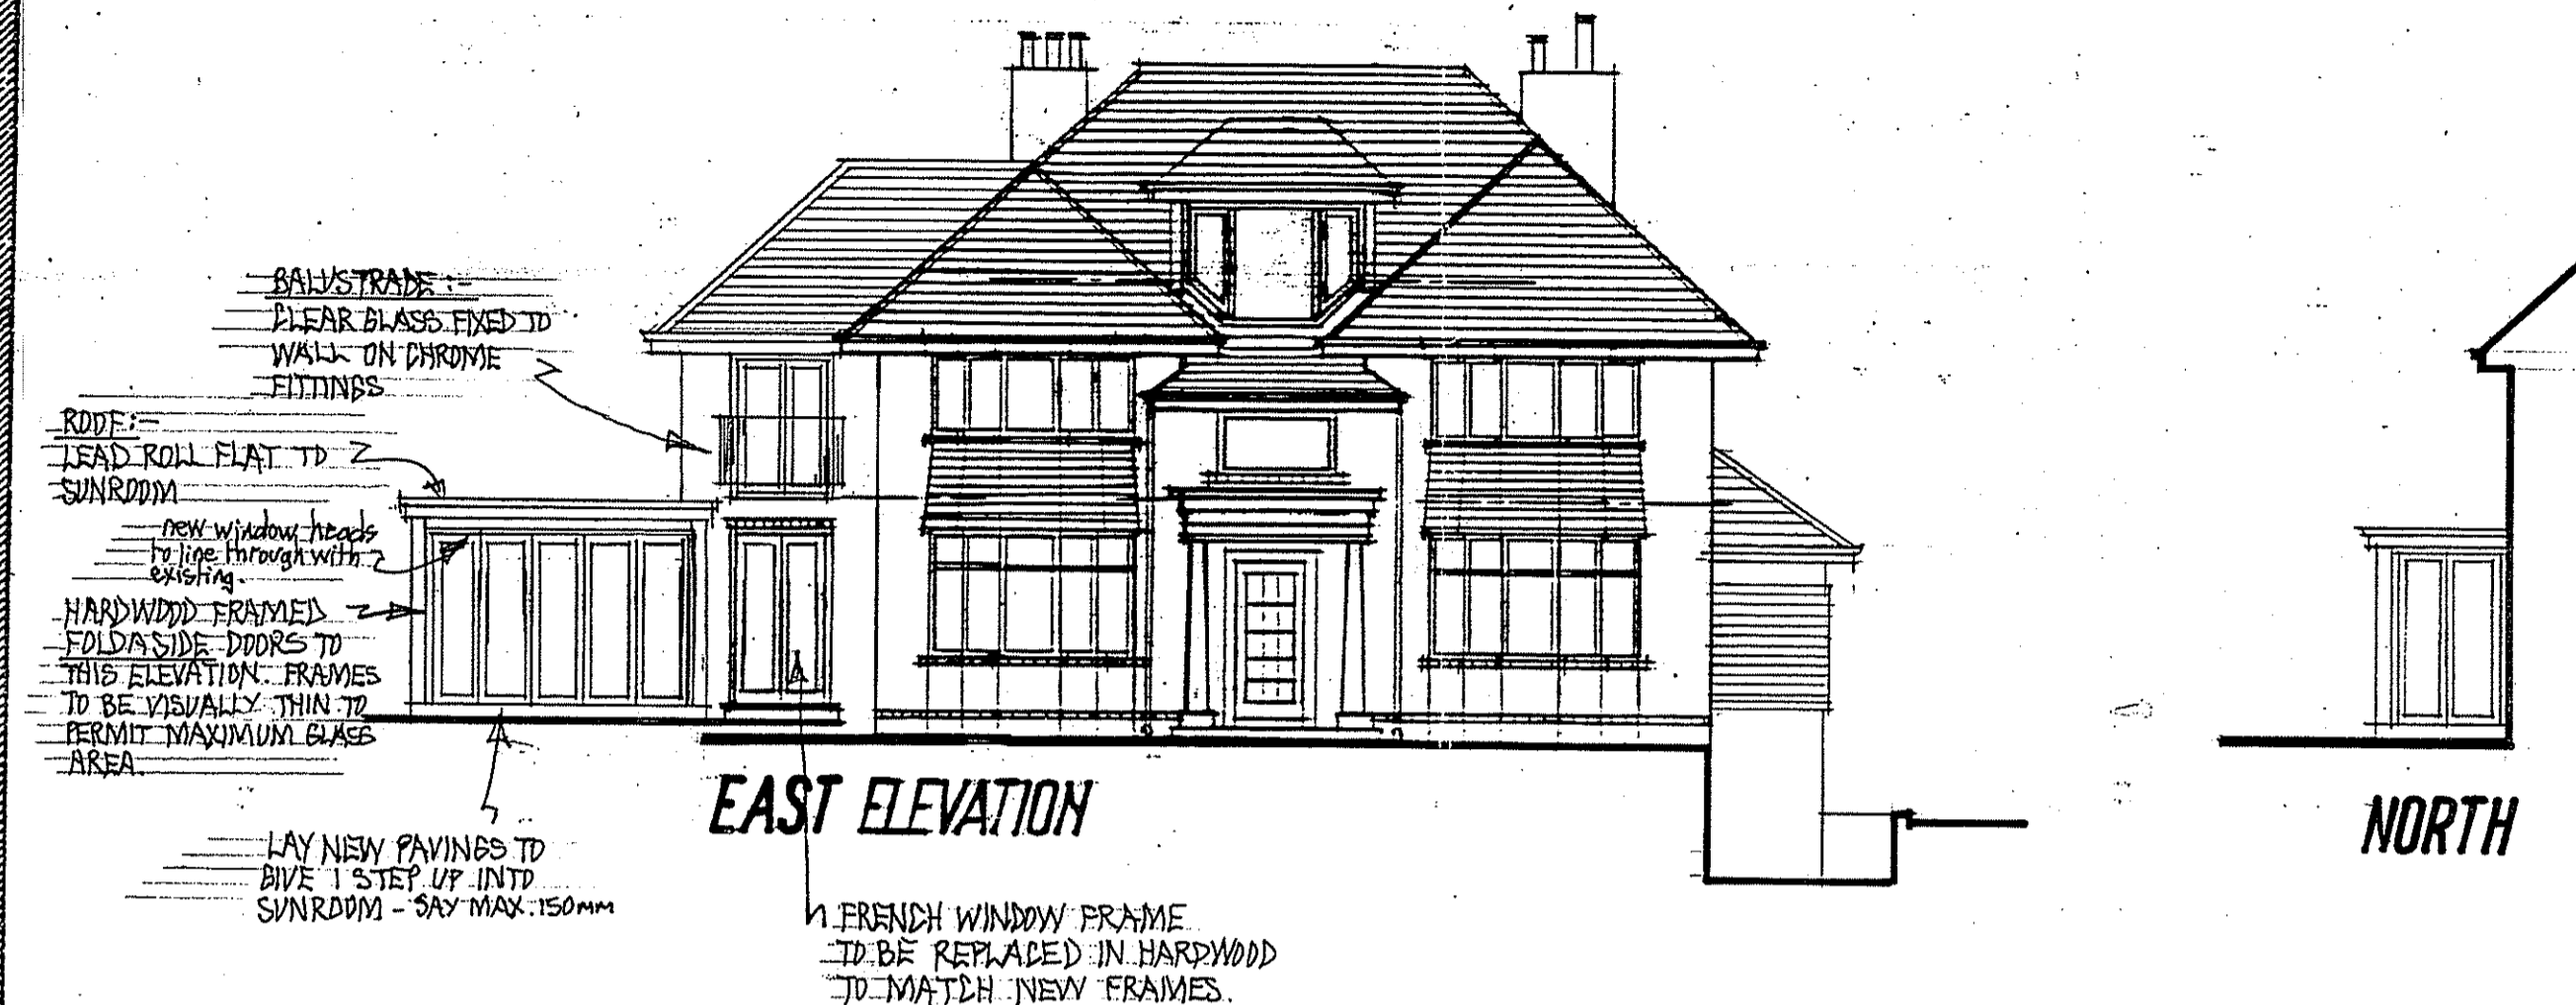 BALUSTRADE :-
CLEAR GLASS FIXED TO
WALL ON CHROME
FITTINGS
ROOF :-
LEAD ROLL FLAT TO
SUNROOM
new window heads
to line through with
existing.
HARDWOOD FRAMED
FOLDASIDE DOORS TO
THIS ELEVATION. FRAMES
TO BE VISUALLY THIN TO
PERMIT MAXIMUM GLASS
AREA.
LAY NEW PAVINGS TO
GIVE 1 STEP UP INTO
SUNROOM - SAY MAX. 150mm
EAST ELEVATION
FRENCH WINDOW FRAME
TO BE REPLACED IN HARDWOOD
TO MATCH NEW FRAMES.
NORTH